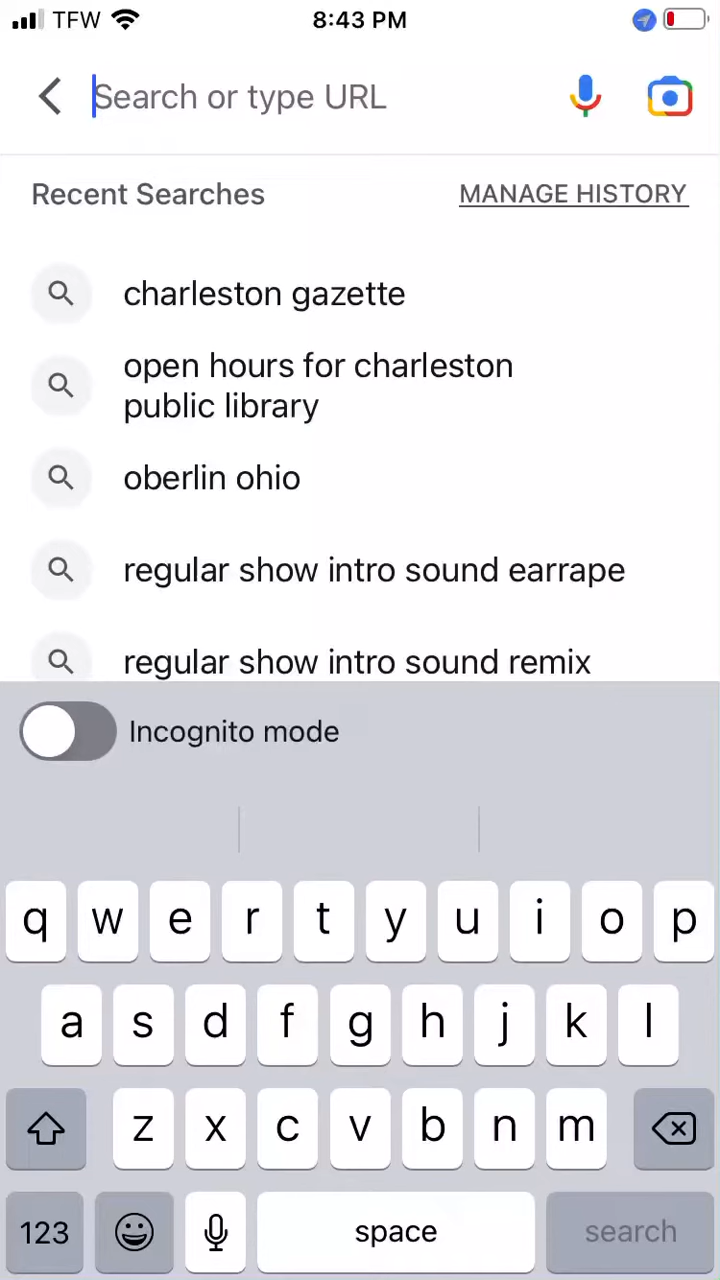 TFW 8:43 PM
Search or type URL
Recent Searches MANAGE HISTORY
charleston gazette
open hours for charleston
public library
oberlin ohio
regular show intro sound earrape
regular show intro sound remix
Incognito mode
q w e r t y u i o p
a s d f g h j k l
z x c v b n m
123 space search